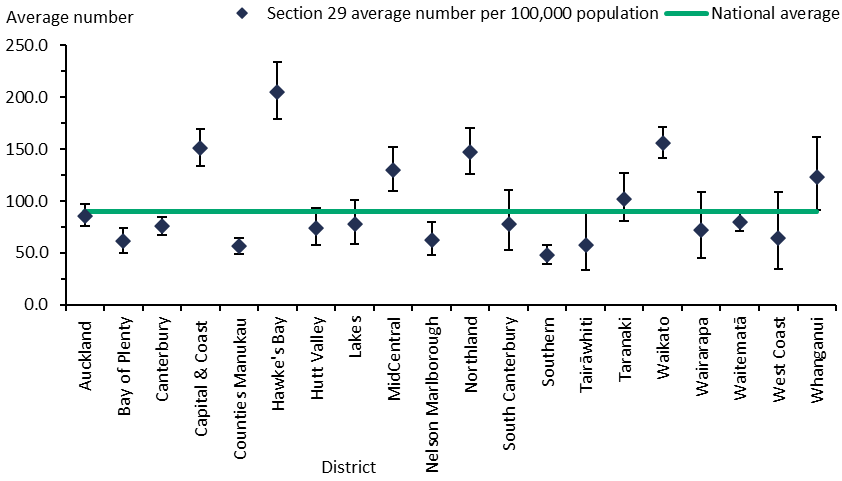 Average number
Section 29 average number per 100,000 population
National average
250.0
200.0
150.0
100.0
50.0
0.0
Auckland
Bay of Plenty
Canterbury
Capital & Coast
Counties Manukau
Hawke's Bay
Hutt Valley
Lakes
MidCentral
Nelson Marlborough
Northland
South Canterbury
Southern
Tairāwhiti
Taranaki
Waikato
Wairarapa
Waitematā
West Coast
Whanganui
District